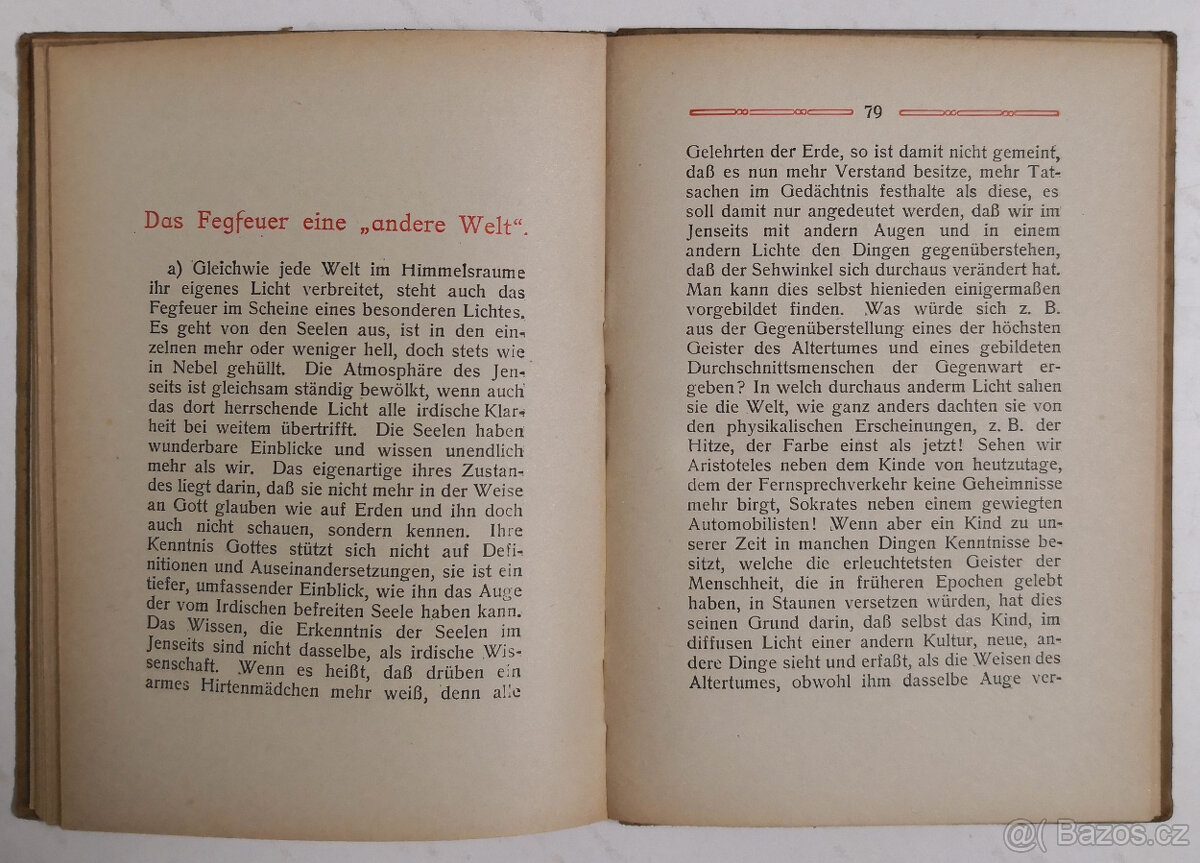 Das Fegfeuer eine „andere Welt“.
a) Gleichwie jede Welt im Himmelsraume
ihr eigenes Licht verbreitet, steht auch das
Fegfeuer im Scheine eines besonderen Lichtes.
Es geht von den Seelen aus, ist in den ein-
zelnen mehr oder weniger hell, doch stets wie
in Nebel gehüllt. Die Atmosphäre des Jen-
seits ist gleichsam ständig bewölkt, wenn auch
das dort herrschende Licht alle irdische Klar-
heit bei weitem übertrifft. Die Seelen haben
wunderbare Einblicke und wissen unendlich
mehr als wir. Das eigenartige ihres Zustan-
des liegt darin, daß sie nicht mehr in der Weise
an Gott glauben wie auf Erden und ihn doch
auch nicht schauen, sondern kennen. Ihre
Kenntnis Gottes stützt sich nicht auf Defi-
nitionen und Auseinandersetzungen, sie ist ein
tiefer, umfassender Einblick, wie ihn das Auge
der vom Irdischen befreiten Seele haben kann.
Das Wissen, die Erkenntnis der Seelen im
Jenseits sind nicht dasselbe, als irdische Wis-
senschaft. Wenn es heißt, daß drüben ein
armes Hirtenmädchen mehr weiß, denn alle
79
Gelehrten der Erde, so ist damit nicht gemeint,
daß es nun mehr Verstand besitze, mehr Tat-
sachen im Gedächtnis festhalte als diese, es
soll damit nur angedeutet werden, daß wir im
Jenseits mit andern Augen und in einem
andern Lichte den Dingen gegenüberstehen,
daß der Sehwinkel sich durchaus verändert hat.
Man kann dies selbst hienieden einigermaßen
vorgebildet finden. Was würde sich z. B.
aus der Gegenüberstellung eines der höchsten
Geister des Altertumes und eines gebildeten
Durchschnittsmenschen der Gegenwart er-
geben? In welch durchaus anderm Licht sahen
sie die Welt, wie ganz anders dachten sie von
den physikalischen Erscheinungen, z. B. der
Hitze, der Farbe einst als jetzt! Sehen wir
Aristoteles neben dem Kinde von heutzutage,
dem der Fernsprechverkehr keine Geheimnisse
mehr birgt, Sokrates neben einem gewiegten
Automobilisten! Wenn aber ein Kind zu un-
serer Zeit in manchen Dingen Kenntnisse be-
sitzt, welche die erleuchtetsten Geister der
Menschheit, die in früheren Epochen gelebt
haben, in Staunen versetzen würden, hat dies
seinen Grund darin, daß selbst das Kind, im
diffusen Licht einer andern Kultur, neue, an-
dere Dinge sieht und erfaßt, als die Weisen des
Altertumes, obwohl ihm dasselbe Auge ver-
@( Bazos.cz